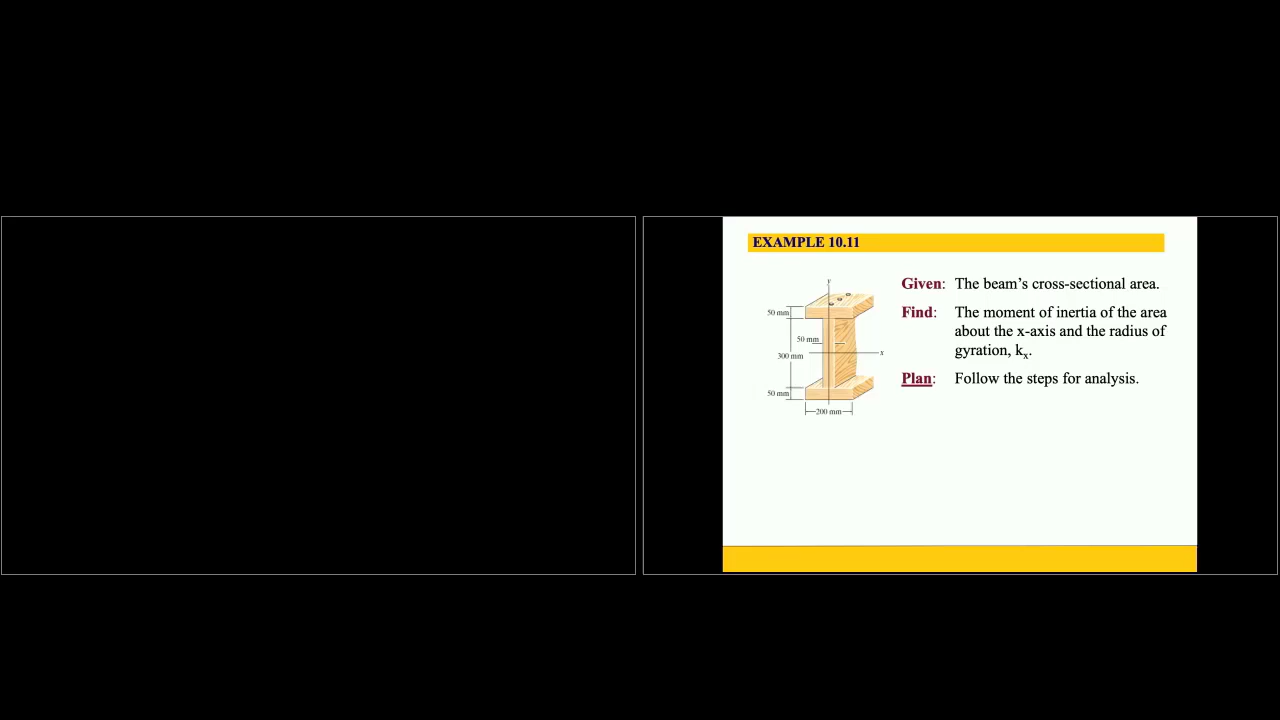 EXAMPLE 10.11
Given: The beam’s cross-sectional area.
Find: The moment of inertia of the area
about the x-axis and the radius of
gyration, kx.
Plan: Follow the steps for analysis.
y
50 mm
50 mm
300 mm
x
50 mm
200 mm